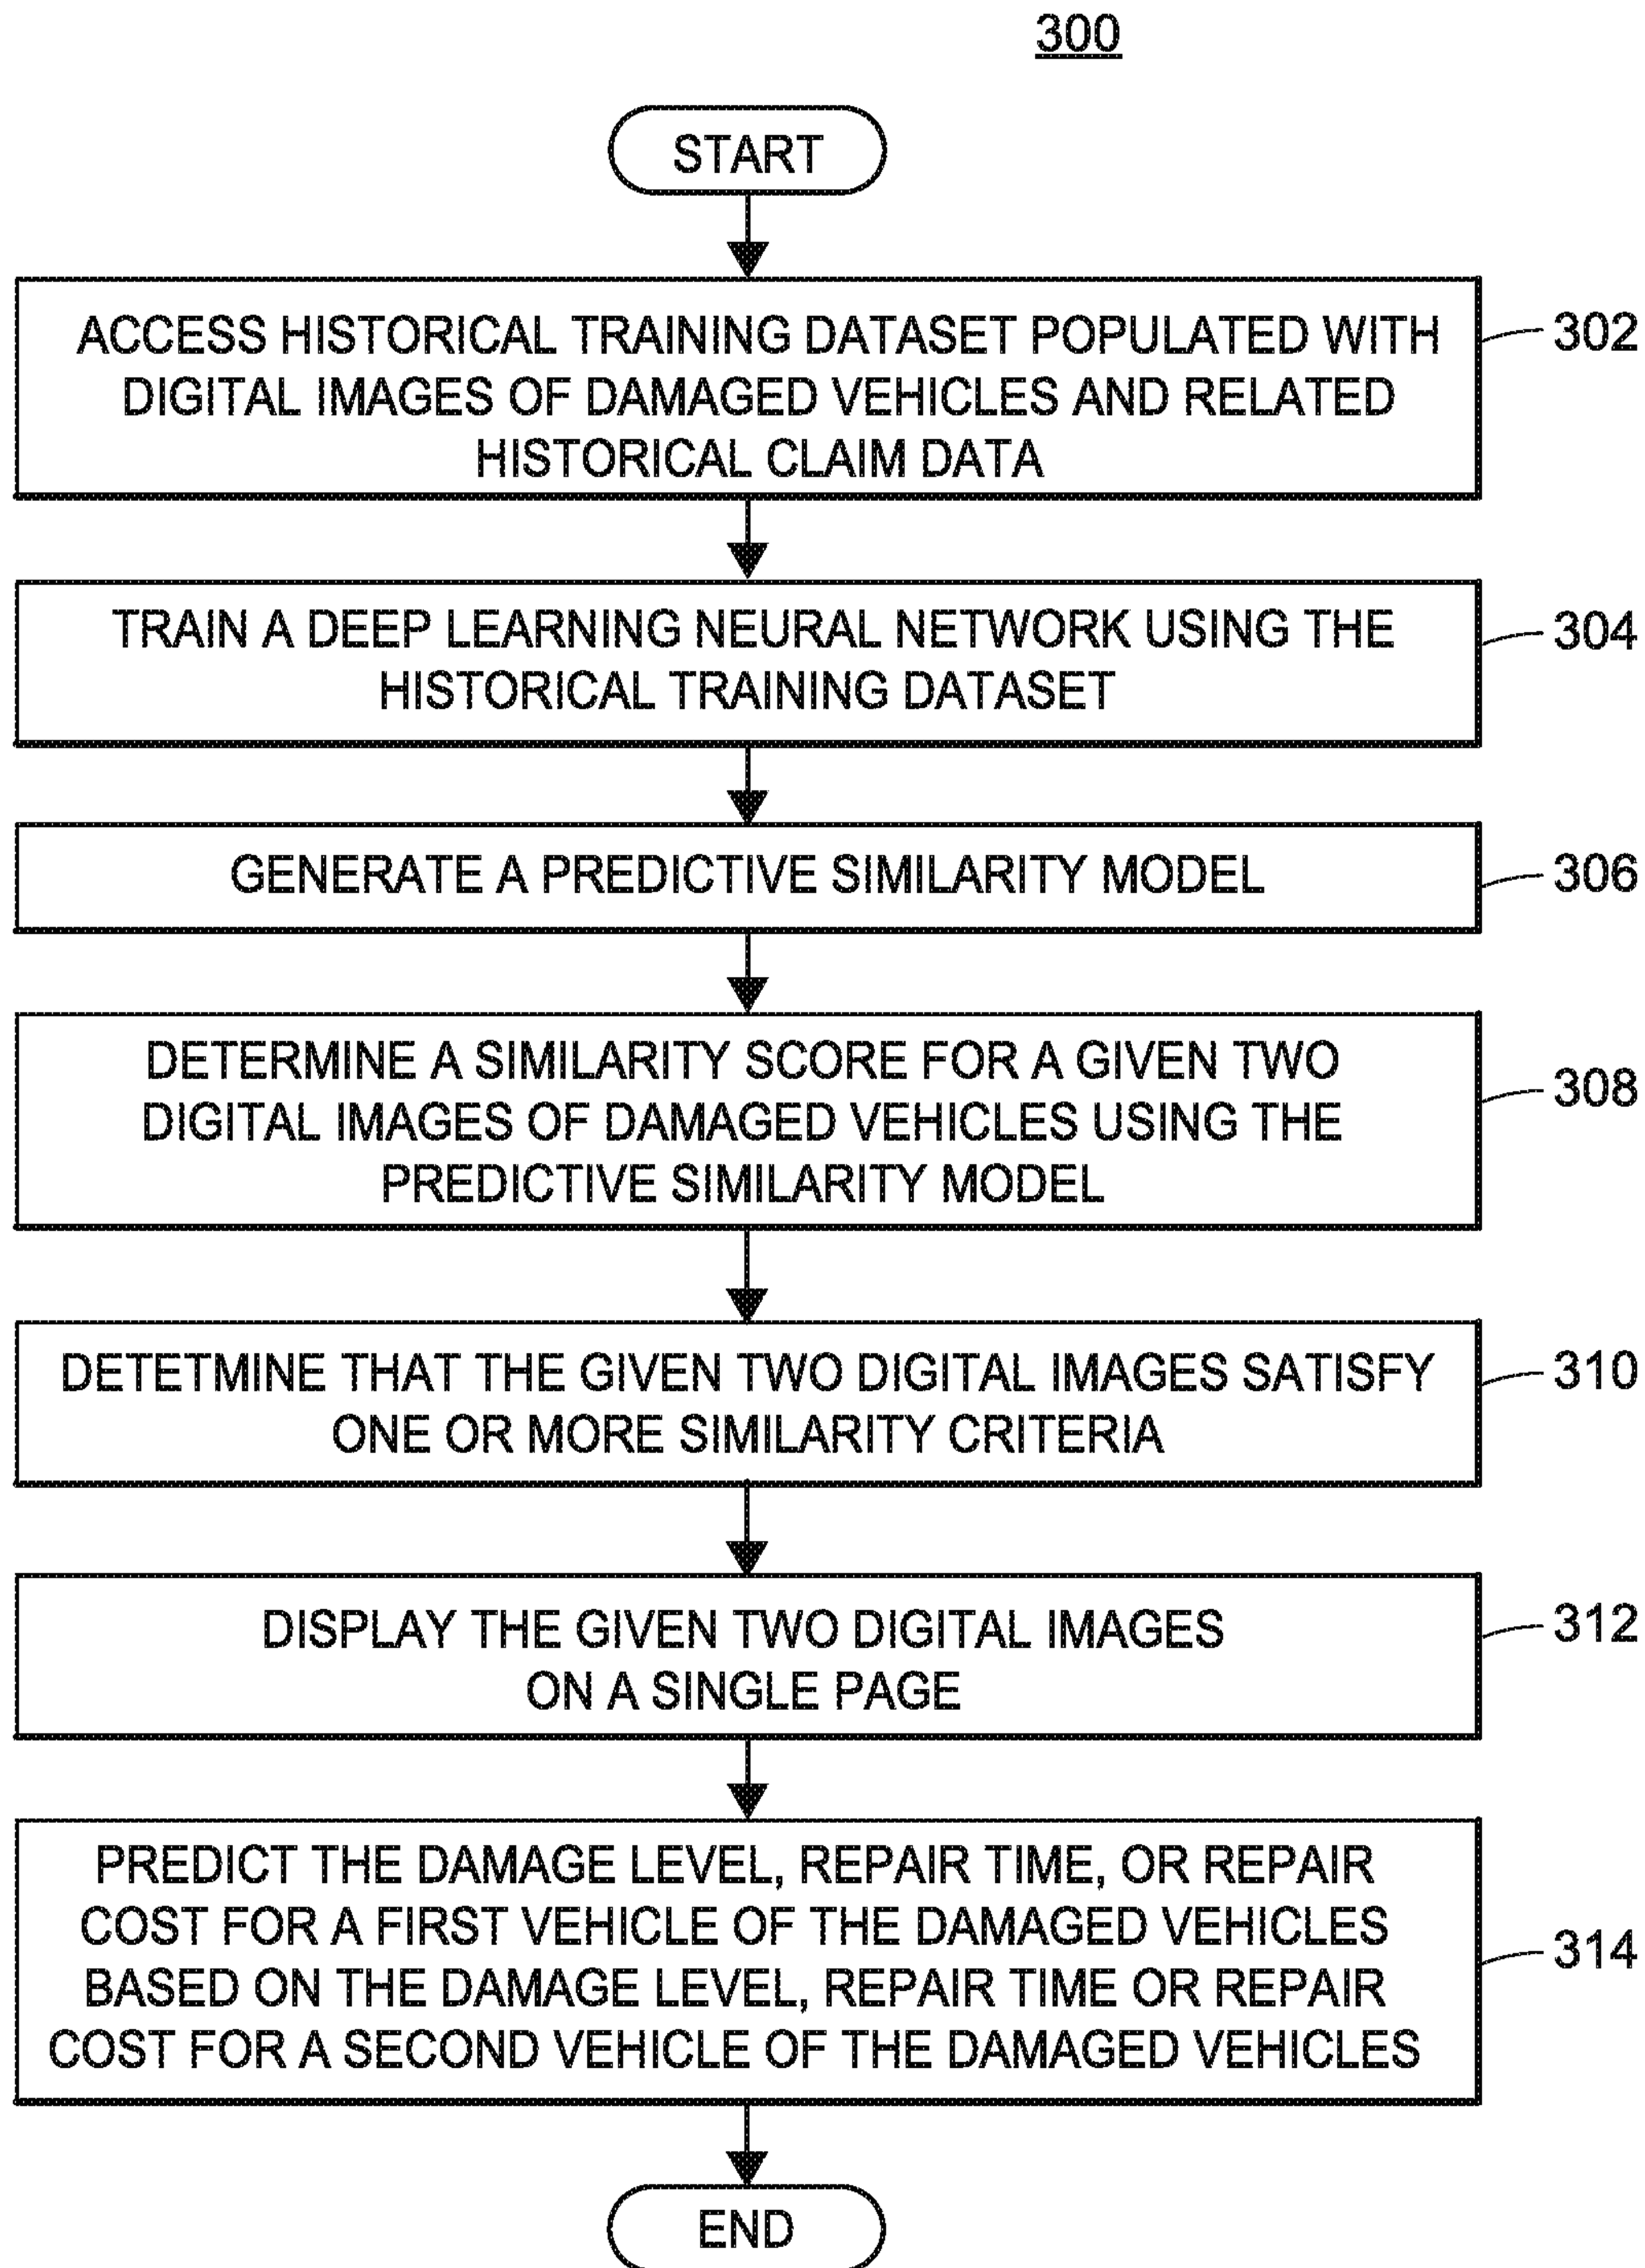 300
START
ACCESS HISTORICAL TRAINING DATASET POPULATED WITH
DIGITAL IMAGES OF DAMAGED VEHICLES AND RELATED
HISTORICAL CLAIM DATA
302
TRAIN A DEEP LEARNING NEURAL NETWORK USING THE
HISTORICAL TRAINING DATASET
304
GENERATE A PREDICTIVE SIMILARITY MODEL
306
DETERMINE A SIMILARITY SCORE FOR A GIVEN TWO
DIGITAL IMAGES OF DAMAGED VEHICLES USING THE
PREDICTIVE SIMILARITY MODEL
308
DETETMINE THAT THE GIVEN TWO DIGITAL IMAGES SATISFY
ONE OR MORE SIMILARITY CRITERIA
310
DISPLAY THE GIVEN TWO DIGITAL IMAGES
ON A SINGLE PAGE
312
PREDICT THE DAMAGE LEVEL, REPAIR TIME, OR REPAIR
COST FOR A FIRST VEHICLE OF THE DAMAGED VEHICLES
BASED ON THE DAMAGE LEVEL, REPAIR TIME OR REPAIR
COST FOR A SECOND VEHICLE OF THE DAMAGED VEHICLES
314
END